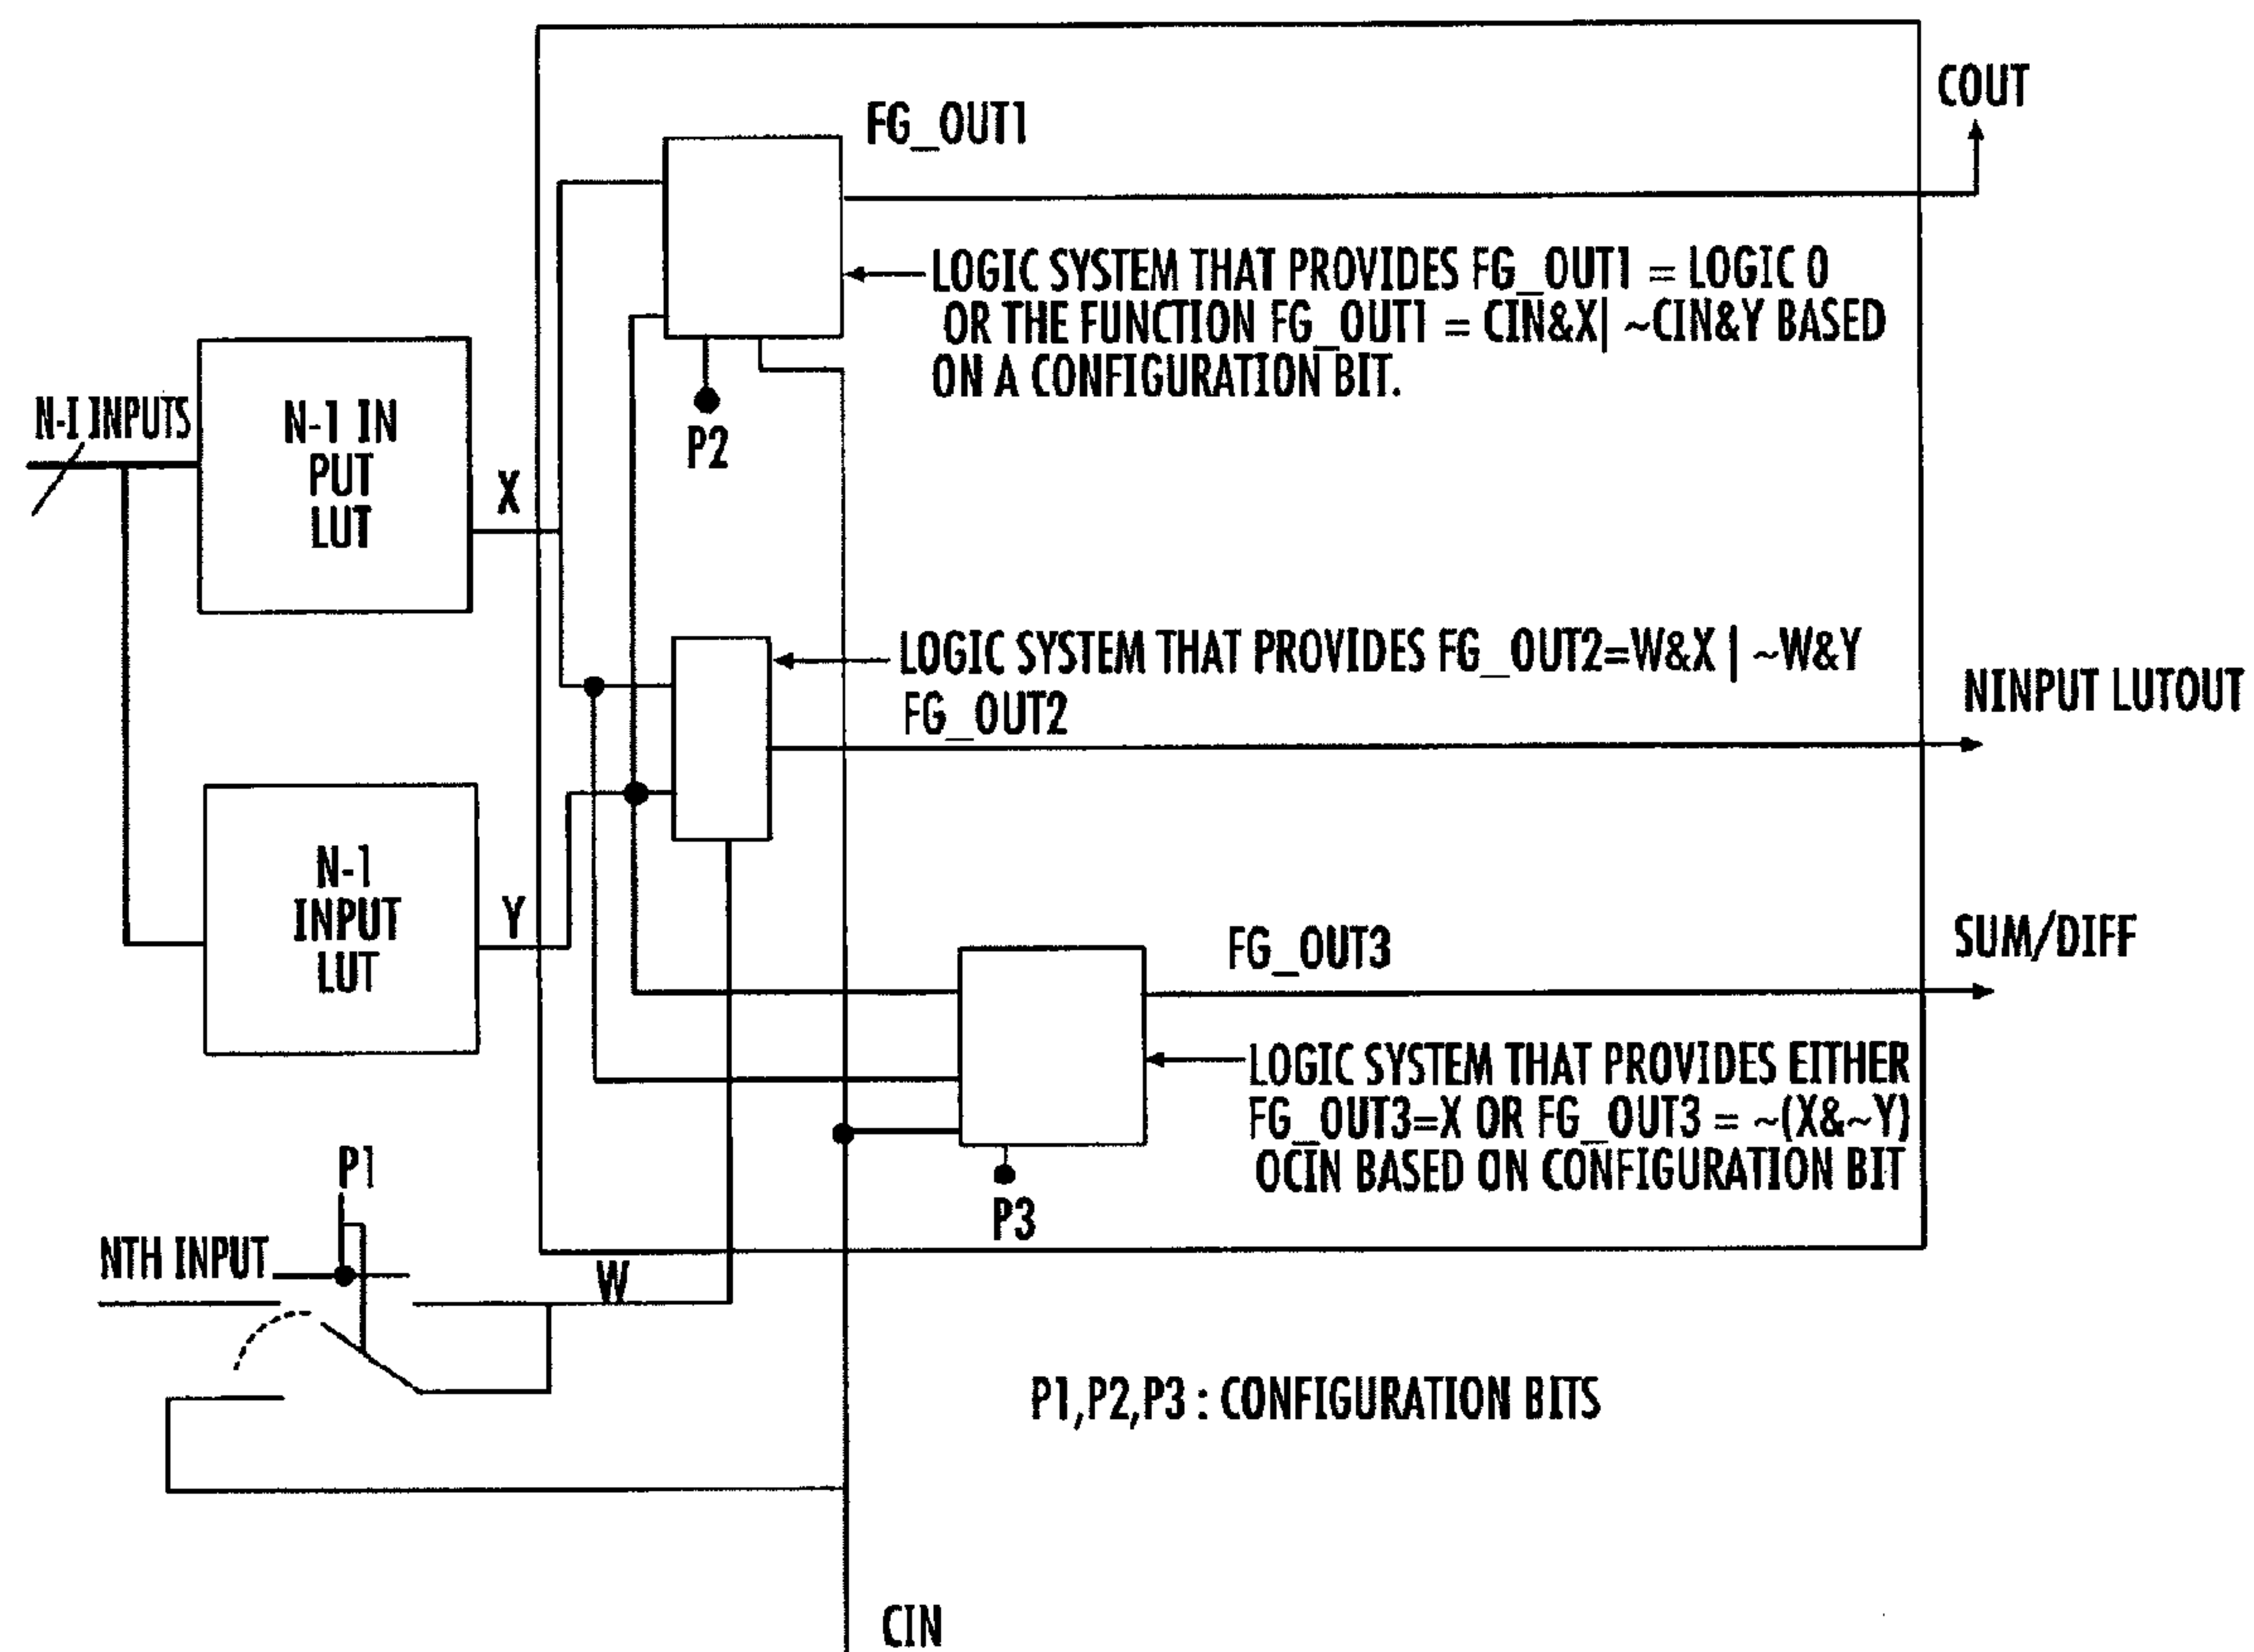 COUT
FG_OUT1
LOGIC SYSTEM THAT PROVIDES FG_OUT1 = LOGIC 0
OR THE FUNCTION FG_OUT1 = CIN&X| ~CIN&Y BASED
ON A CONFIGURATION BIT.
P2
N-I INPUTS
N-1 IN
PUT
LUT
X
LOGIC SYSTEM THAT PROVIDES FG_OUT2=W&X | ~W&Y
FG_OUT2
NINPUT LUTOUT
N-1
INPUT
LUT
Y
FG_OUT3
SUM/DIFF
LOGIC SYSTEM THAT PROVIDES EITHER
FG_OUT3=X OR FG_OUT3 = ~(X&~Y)
OCIN BASED ON CONFIGURATION BIT
P3
P1
NTH INPUT
W
P1,P2,P3 : CONFIGURATION BITS
CIN